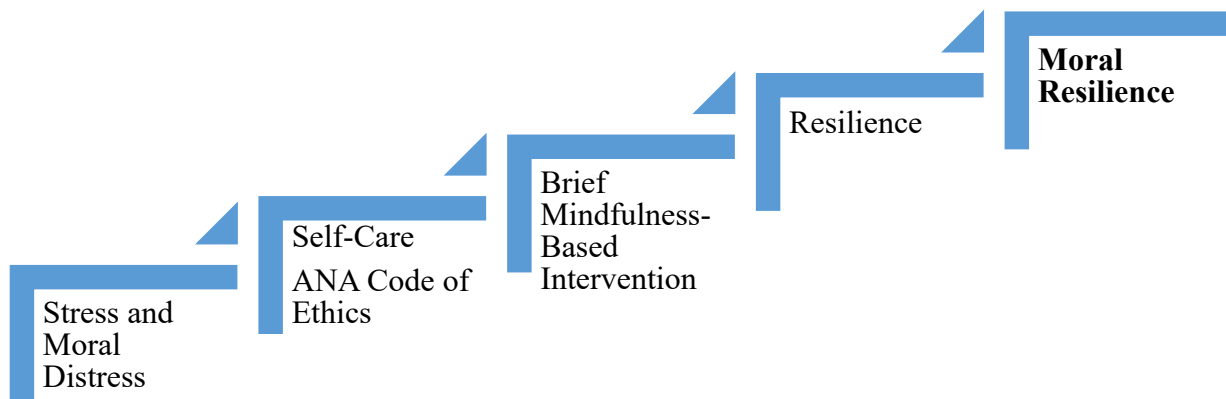 Stress and
Moral
Distress
Self-Care
ANA Code of
Ethics
Brief
Mindfulness-
Based
Intervention
Resilience
Moral
Resilience